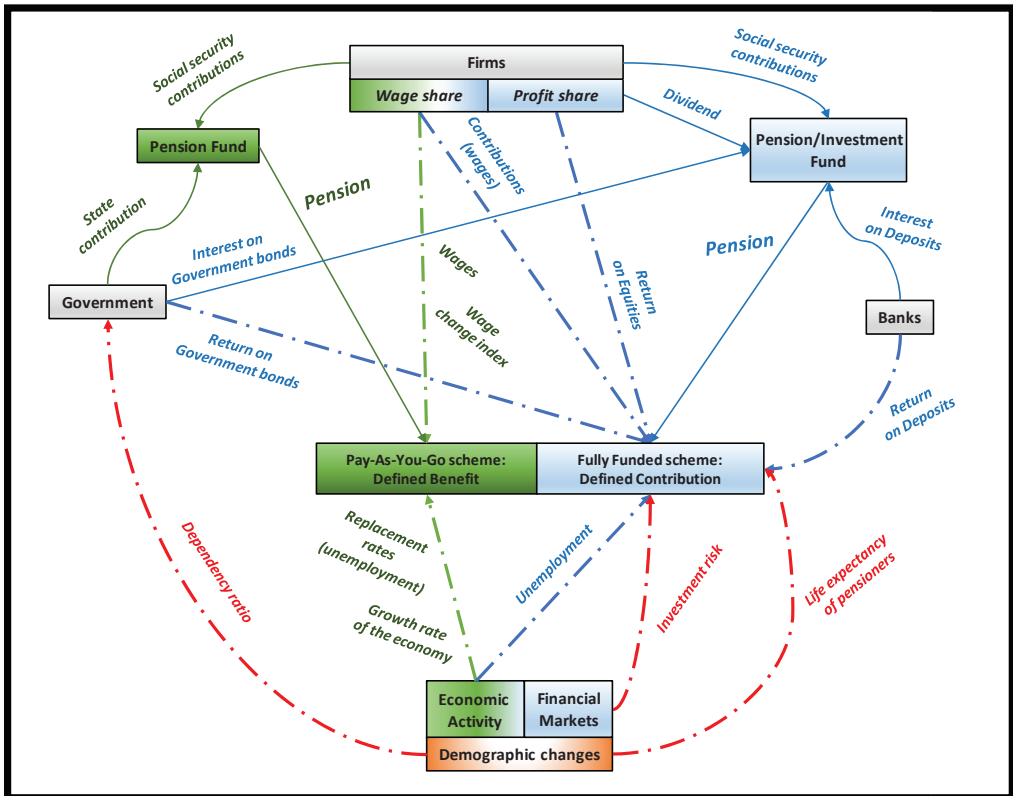 Social security
contributions
Firms
Wage share
Profit share
Social security
contributions
Dividend
Pension Fund
Contributions
(wages)
Pension/Investment
Fund
Pension
State
contribution
Interest on
Government bonds
Wages
Pension
Interest
on Deposits
Return
on Equities
Government
Banks
Wage
change index
Return on
Government bonds
Return
on Deposits
Pay-As-You-Go scheme:
Defined Benefit
Fully Funded scheme:
Defined Contribution
Dependency ratio
Replacement
rates
(unemployment)
Unemployment
Investment risk
Life expectancy
of pensioners
Growth rate
of the economy
Economic
Activity
Financial
Markets
Demographic changes